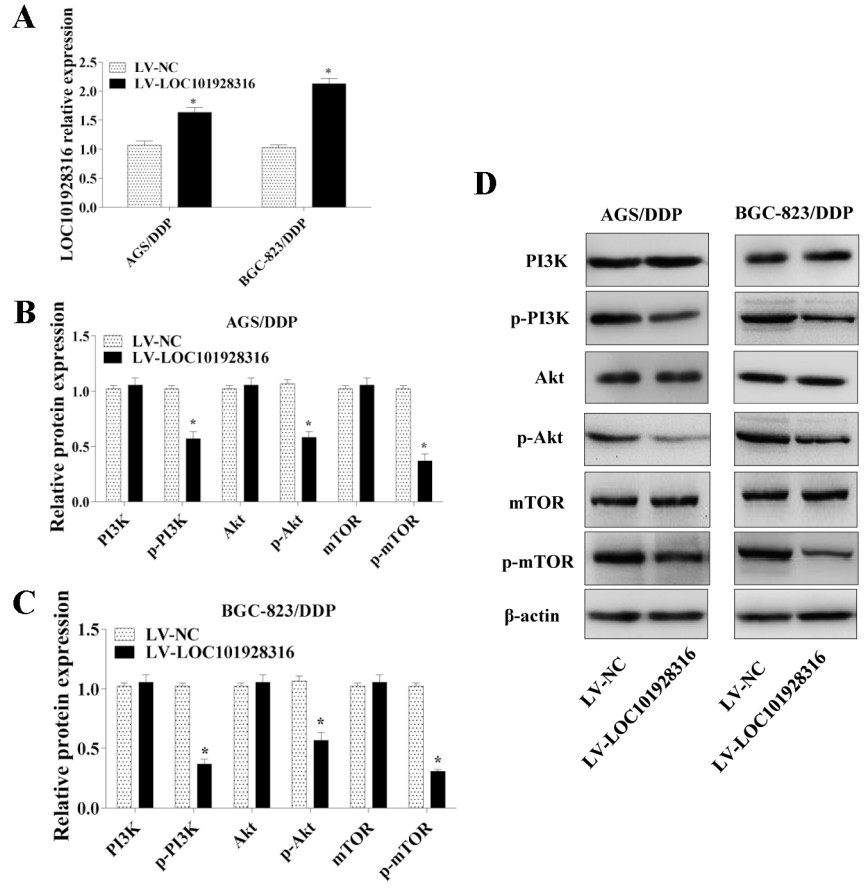 A
LOC101928316 relative expression
2.5
2.0
1.5
1.0
0.5
0.0
LV-NC
LV-LOC101928316
*
*
AGS/DDP
BGC-823/DDP
B
AGS/DDP
Relative protein expression
1.5
1.0
0.5
0.0
LV-NC
LV-LOC101928316
*
*
*
PI3K
p-PI3K
Akt
p-Akt
mTOR
p-mTOR
C
BGC-823/DDP
Relative protein expression
1.5
1.0
0.5
0.0
LV-NC
LV-LOC101928316
*
*
*
PI3K
p-PI3K
Akt
p-Akt
mTOR
p-mTOR
D
AGS/DDP
BGC-823/DDP
PI3K
p-PI3K
Akt
p-Akt
mTOR
p-mTOR
β-actin
LV-NC
LV-LOC101928316
LV-NC
LV-LOC101928316